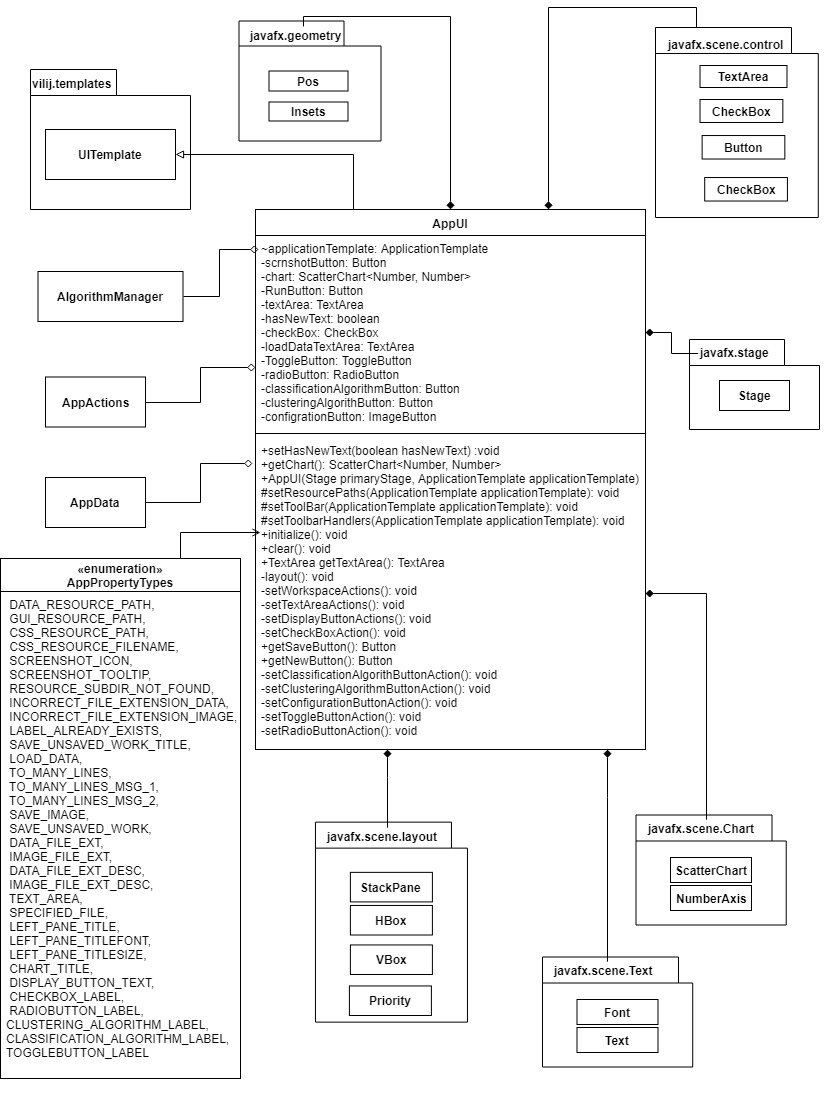 javafx.geometry
Pos
Insets
javafx.scene.control
TextArea
CheckBox
Button
CheckBox
vilij.templates
UITemplate
AlgorithmManager
AppActions
AppData
AppUI
~applicationTemplate: ApplicationTemplate
-scrnshotButton: Button
-chart: ScatterChart<Number, Number>
-RunButton: Button
-textArea: TextArea
-hasNewText: boolean
-checkBox: CheckBox
-loadDataTextArea: TextArea
-ToggleButton: ToggleButton
-radioButton: RadioButton
-classificationAlgorithmButton: Button
-clusteringAlgorithButton: Button
-configrationButton: ImageButton
+setHasNewText(boolean hasNewText) :void
+getChart(): ScatterChart<Number, Number>
+AppUI(Stage primaryStage, ApplicationTemplate applicationTemplate)
#setResourcePaths(ApplicationTemplate applicationTemplate): void
#setToolBar(ApplicationTemplate applicationTemplate): void
#setToolbarHandlers(ApplicationTemplate applicationTemplate): void
+initialize(): void
+clear(): void
+TextArea getTextArea(): TextArea
-layout(): void
-setWorkspaceActions(): void
-setTextAreaActions(): void
-setDisplayButtonActions(): void
-setCheckBoxAction(): void
+getSaveButton(): Button
+getNewButton(): Button
-setClassificationAlgorithButtonAction(): void
-setClusteringAlgorithmButtonAction(): void
-setConfigurationButtonAction(): void
-setToggleButtonAction(): void
-setRadioButtonAction(): void
javafx.stage
Stage
«enumeration»
AppPropertyTypes
DATA_RESOURCE_PATH,
GUI_RESOURCE_PATH,
CSS_RESOURCE_PATH,
CSS_RESOURCE_FILENAME,
SCREENSHOT_ICON,
SCREENSHOT_TOOLTIP,
RESOURCE_SUBDIR_NOT_FOUND,
INCORRECT_FILE_EXTENSION_DATA,
INCORRECT_FILE_EXTENSION_IMAGE,
LABEL_ALREADY_EXISTS,
SAVE_UNSAVED_WORK_TITLE,
LOAD_DATA,
TO_MANY_LINES,
TO_MANY_LINES_MSG_1,
TO_MANY_LINES_MSG_2,
SAVE_IMAGE,
SAVE_UNSAVED_WORK,
DATA_FILE_EXT,
IMAGE_FILE_EXT,
DATA_FILE_EXT_DESC,
IMAGE_FILE_EXT_DESC,
TEXT_AREA,
SPECIFIED_FILE,
LEFT_PANE_TITLE,
LEFT_PANE_TITLEFONT,
LEFT_PANE_TITLESIZE,
CHART_TITLE,
DISPLAY_BUTTON_TEXT,
CHECKBOX_LABEL,
RADIOBUTTON_LABEL,
CLUSTERING_ALGORITHM_LABEL,
CLASSIFICATION_ALGORITHM_LABEL,
TOGGLEBUTTON_LABEL
javafx.scene.layout
StackPane
HBox
VBox
Priority
javafx.scene.Chart
ScatterChart
NumberAxis
javafx.scene.Text
Font
Text